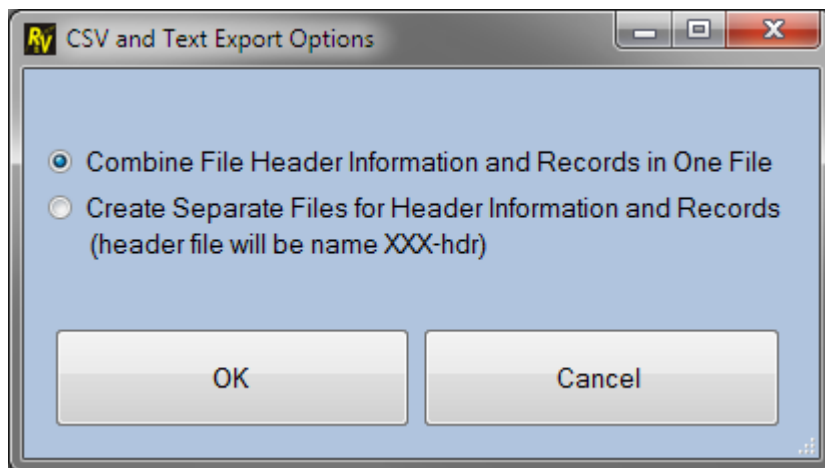 RV CSV and Text Export Options
Combine File Header Information and Records in One File
Create Separate Files for Header Information and Records
(header file will be name XXX-hdr)
OK Cancel